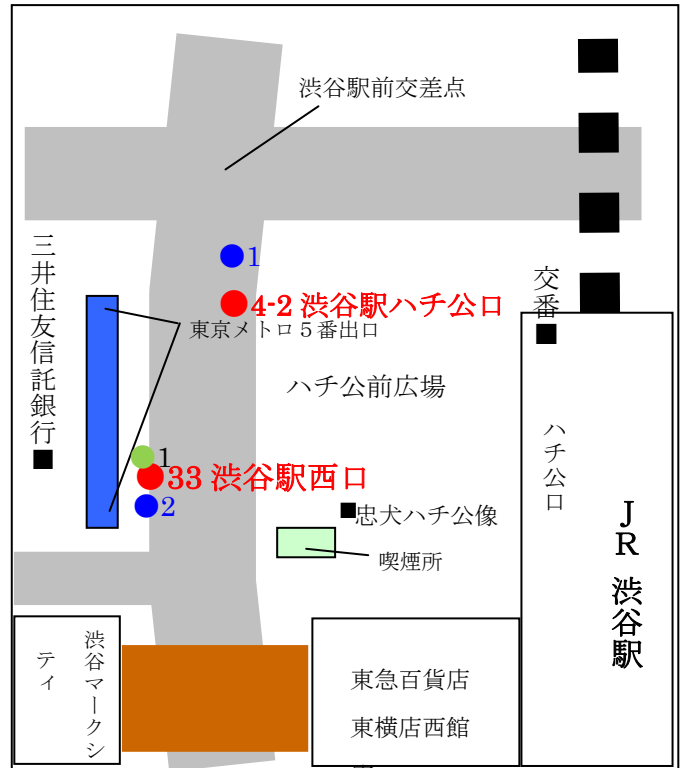 渋谷駅前交差点
三井住友信託銀行
1
交番
4-2 渋谷駅ハチ公口
東京メトロ５番出口
ハチ公前広場
ハチ公口
1
33 渋谷駅西口
2
忠犬ハチ公像
喫煙所
JR 渋谷駅
渋谷マークシ
ティ
東急百貨店
東横店西館